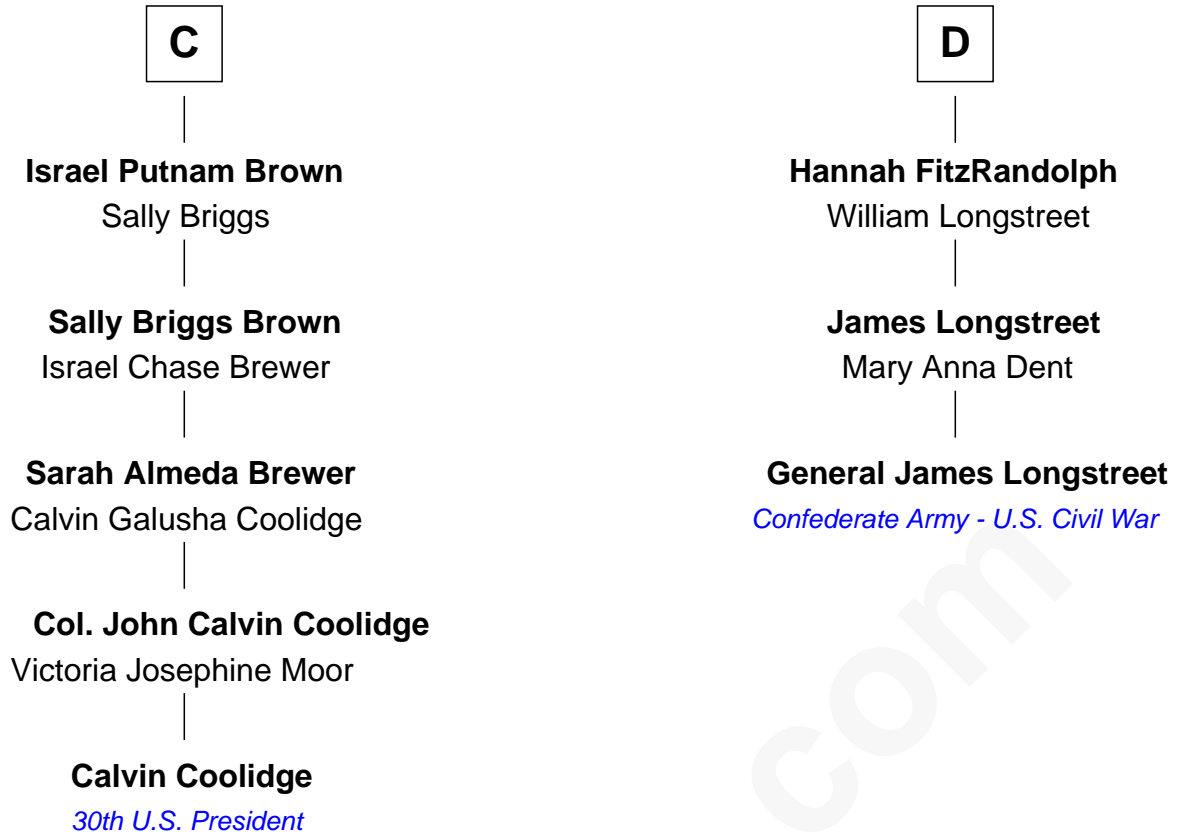 C
Israel Putnam Brown
Sally Briggs
Sally Briggs Brown
Israel Chase Brewer
Sarah Almeda Brewer
Calvin Galusha Coolidge
Col. John Calvin Coolidge
Victoria Josephine Moor
Calvin Coolidge
30th U.S. President
D
Hannah FitzRandolph
William Longstreet
James Longstreet
Mary Anna Dent
General James Longstreet
Confederate Army - U.S. Civil War
com